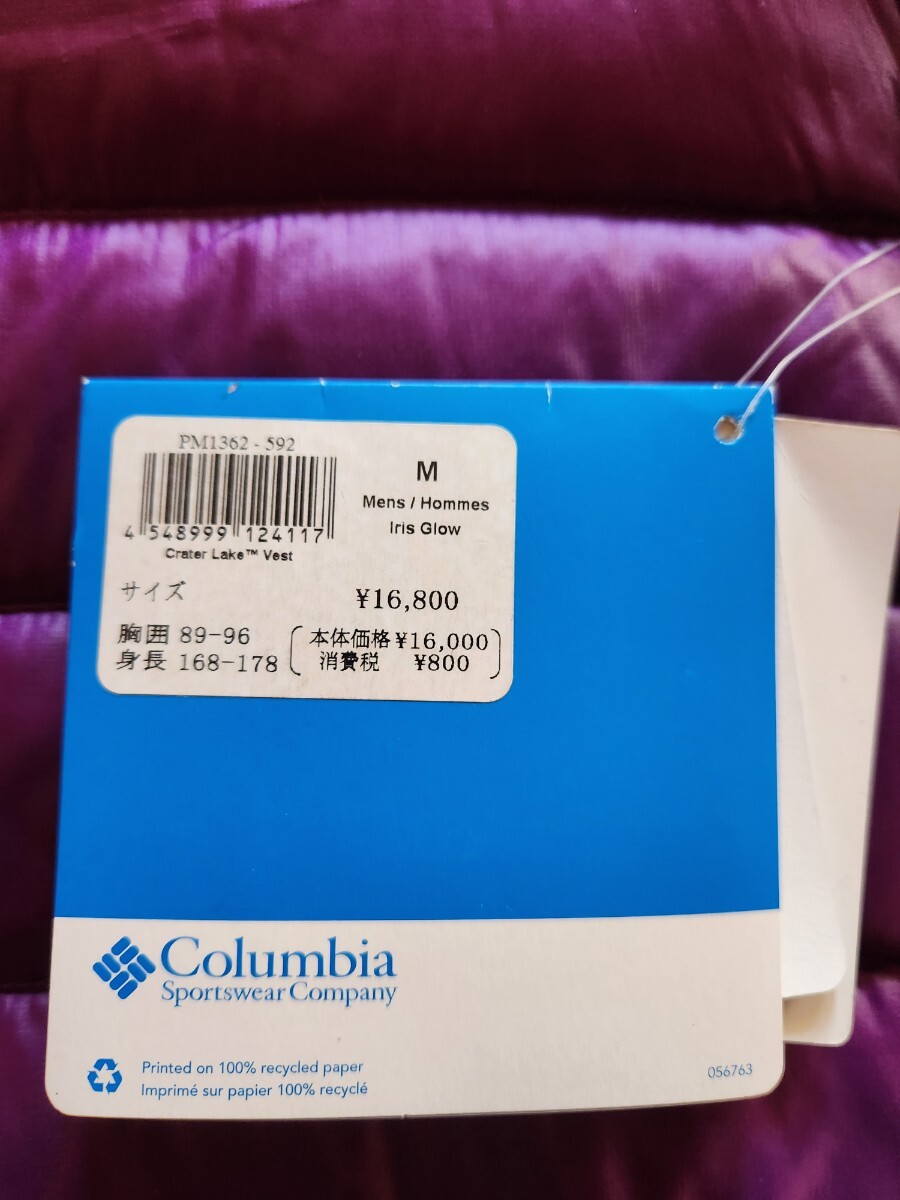 PM1362 - 592
4 548999 124117
Crater Lake™ Vest
M
Mens / Hommes
Iris Glow
サイズ
¥16,800
胸囲 89-96
身長 168-178
本体価格 ¥16,000
消費税 ¥800
Columbia
Sportswear Company
Printed on 100% recycled paper
Imprimé sur papier 100% recyclé
056763